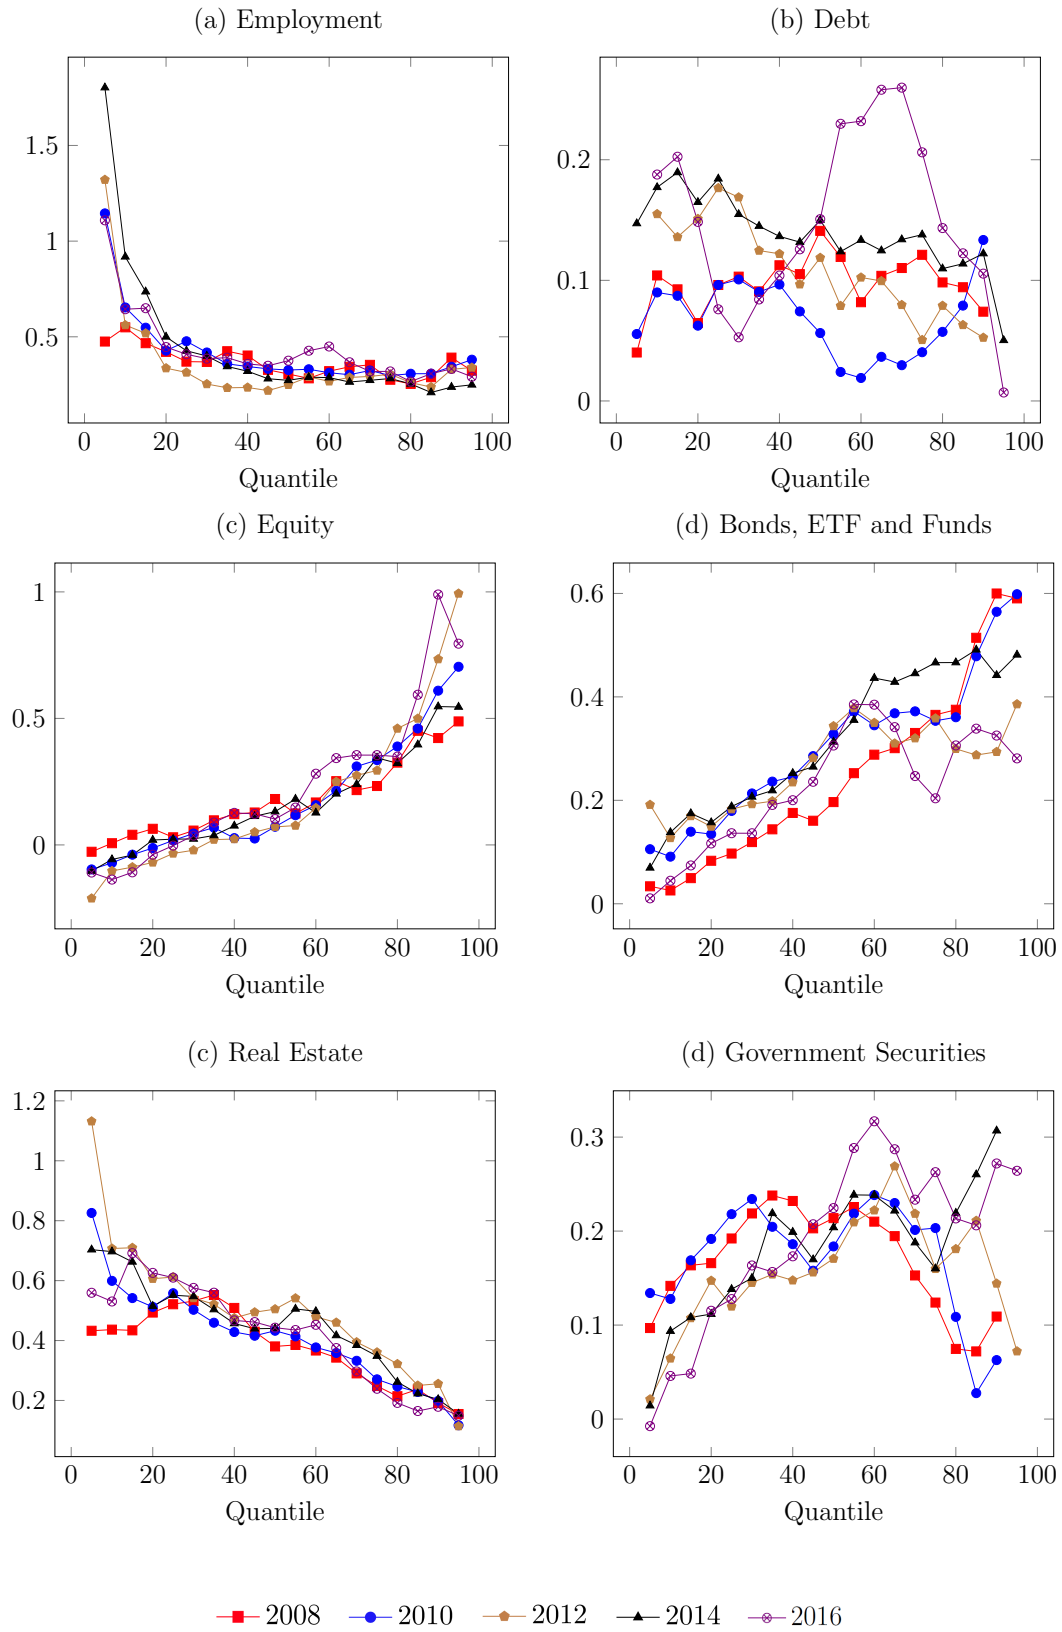 (a) Employment
(b) Debt
1.5
1
0.5
0 20 40 60 80 100
Quantile
0.2
0.1
0
0 20 40 60 80 100
Quantile
(c) Equity
(d) Bonds, ETF and Funds
1
0.5
0
0 20 40 60 80 100
Quantile
0.6
0.4
0.2
0
0 20 40 60 80 100
Quantile
(c) Real Estate
(d) Government Securities
1.2
1
0.8
0.6
0.4
0.2
0 20 40 60 80 100
Quantile
0.3
0.2
0.1
0
0 20 40 60 80 100
Quantile
2008 2010 2012 2014 2016